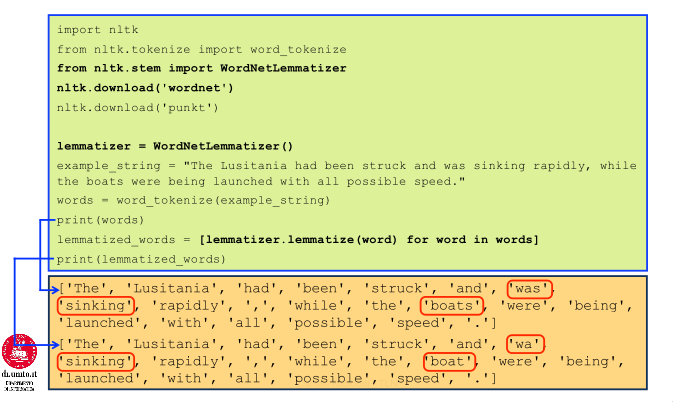 import nltk
from nltk.tokenize import word_tokenize
from nltk.stem import WordNetLemmatizer
nltk.download('wordnet')
nltk.download('punkt')
lemmatizer = WordNetLemmatizer()
example_string = "The Lusitania had been struck and was sinking rapidly, while
the boats were being launched with all possible speed."
words = word_tokenize(example_string)
print(words)
lemmatized_words = [lemmatizer.lemmatize(word) for word in words]
print(lemmatized_words)
['The', 'Lusitania', 'had', 'been', 'struck', 'and', 'was',
'sinking', 'rapidly', ',', 'while', 'the', 'boats', 'were', 'being',
'launched', 'with', 'all', 'possible', 'speed', '.']
['The', 'Lusitania', 'had', 'been', 'struck', 'and', 'wa',
'sinking', 'rapidly', ',', 'while', 'the', 'boat', 'were', 'being',
'launched', 'with', 'all', 'possible', 'speed', '.']
di.unito.it